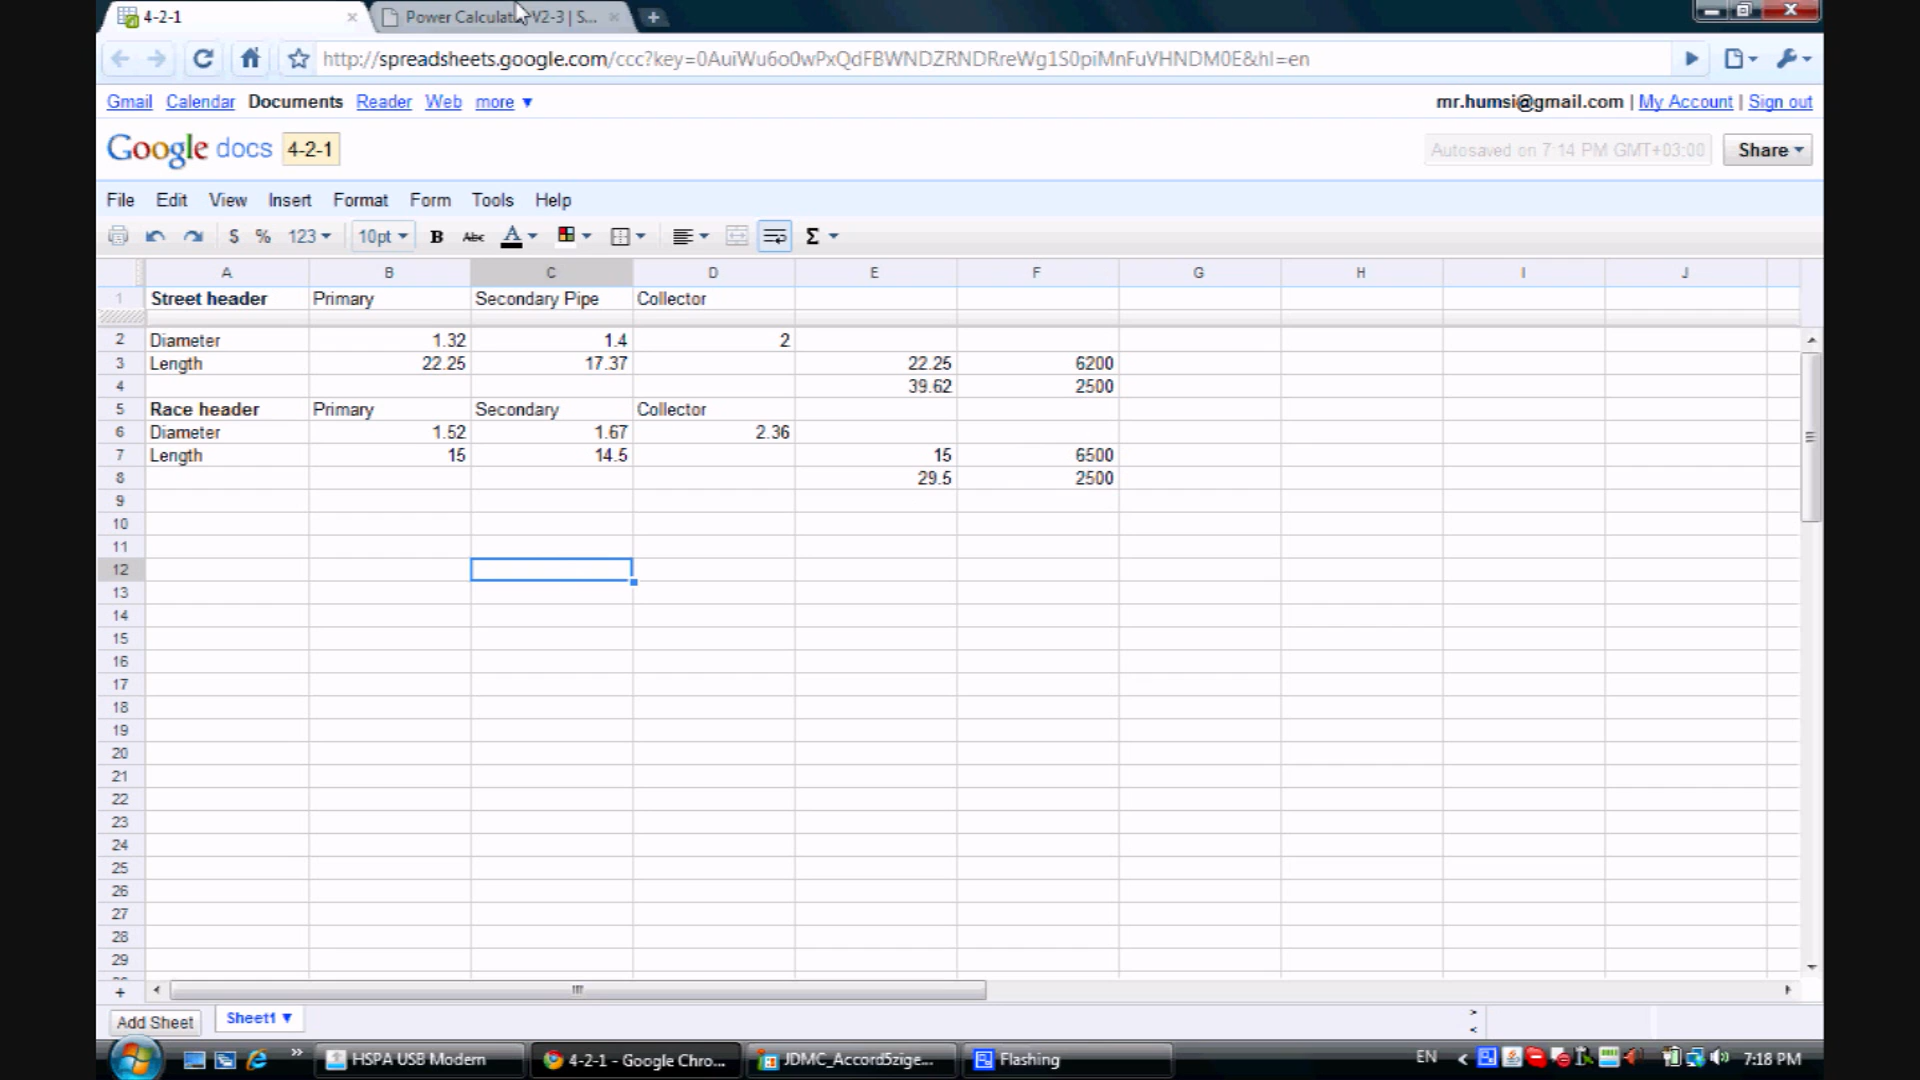 4-2-1
Power Calculat V2-3 | S...
http://spreadsheets.google.com/ccc?key=0AuiWu6o0wPxQdFBWNDZRNDRreWg1S0piMnFuVHNDM0E&hl=en
Gmail Calendar Documents Reader Web more ▼
mr.humsi@gmail.com | My Account | Sign out
Google docs 4-2-1
Autosaved on 7:14 PM GMT+03:00 Share
File Edit View Insert Format Form Tools Help
$ % 123 10pt B Abc A Σ
A B C D E F G H I J
1 Street header Primary Secondary Pipe Collector
2 Diameter 1.32 1.4 2
3 Length 22.25 17.37 22.25 6200
4 39.62 2500
5 Race header Primary Secondary Collector
6 Diameter 1.52 1.67 2.36
7 Length 15 14.5 15 6500
8 29.5 2500
9
10
11
12
13
14
15
16
17
18
19
20
21
22
23
24
25
26
27
28
29
+
Add Sheet Sheet1 ▼
HSPA USB Modem 4-2-1 - Google Chro... JDMC_Accord5zige... Flashing EN 7:18 PM